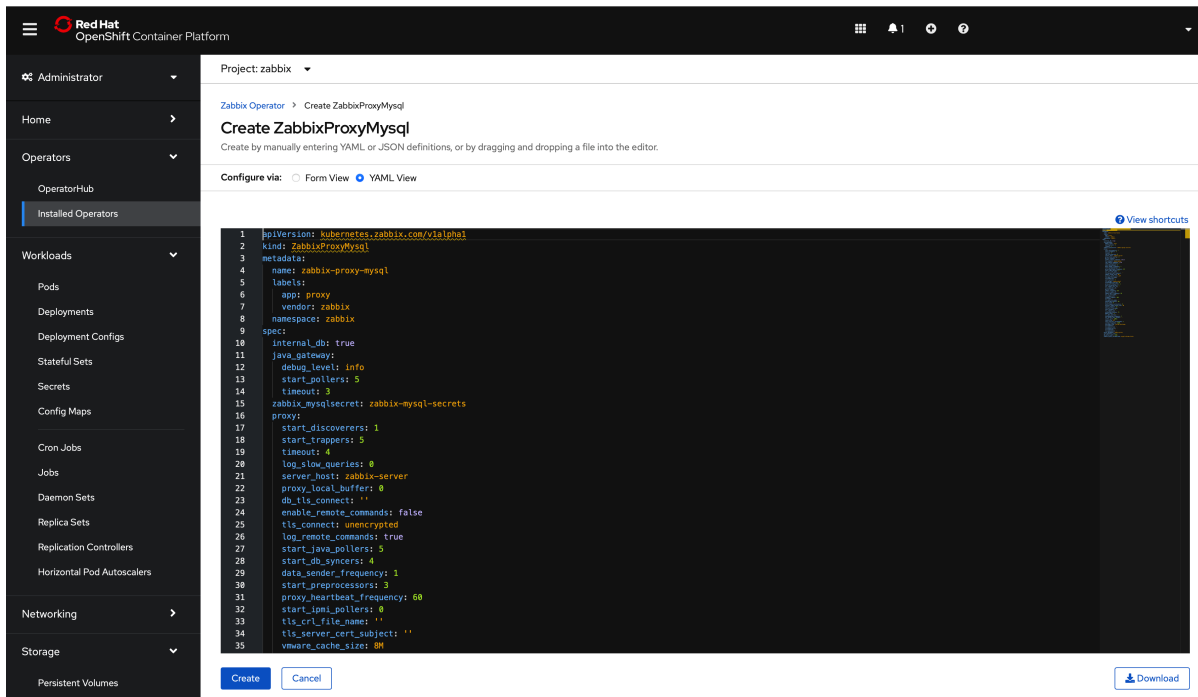 Red Hat
OpenShift Container Platform
1
Administrator
Home
Operators
OperatorHub
Installed Operators
Workloads
Pods
Deployments
Deployment Configs
Stateful Sets
Secrets
Config Maps
Cron Jobs
Jobs
Daemon Sets
Replica Sets
Replication Controllers
Horizontal Pod Autoscalers
Networking
Storage
Persistent Volumes
Project: zabbix
Zabbix Operator > Create ZabbixProxyMysql
Create ZabbixProxyMysql
Create by manually entering YAML or JSON definitions, or by dragging and dropping a file into the editor.
Configure via: Form View YAML View
View shortcuts
1 apiVersion: kubernetes.zabbix.com/v1alpha1
2 kind: ZabbixProxyMysql
3 metadata:
4 name: zabbix-proxy-mysql
5 labels:
6 app: proxy
7 vendor: zabbix
8 namespace: zabbix
9 spec:
10 internal_db: true
11 java_gateway:
12 debug_level: info
13 start_pollers: 5
14 timeout: 3
15 zabbix_mysqlsecret: zabbix-mysql-secrets
16 proxy:
17 start_discoverers: 1
18 start_trappers: 5
19 timeout: 4
20 log_slow_queries: 0
21 server_host: zabbix-server
22 proxy_local_buffer: 0
23 db_tls_connect: ''
24 enable_remote_commands: false
25 tls_connect: unencrypted
26 log_remote_commands: true
27 start_java_pollers: 5
28 start_db_syncers: 4
29 data_sender_frequency: 1
30 start_preprocessors: 3
31 proxy_heartbeat_frequency: 60
32 start_ipmi_pollers: 0
33 tls_crl_file_name: ''
34 tls_server_cert_subject: ''
35 vmware_cache_size: 8M
Create
Cancel
Download